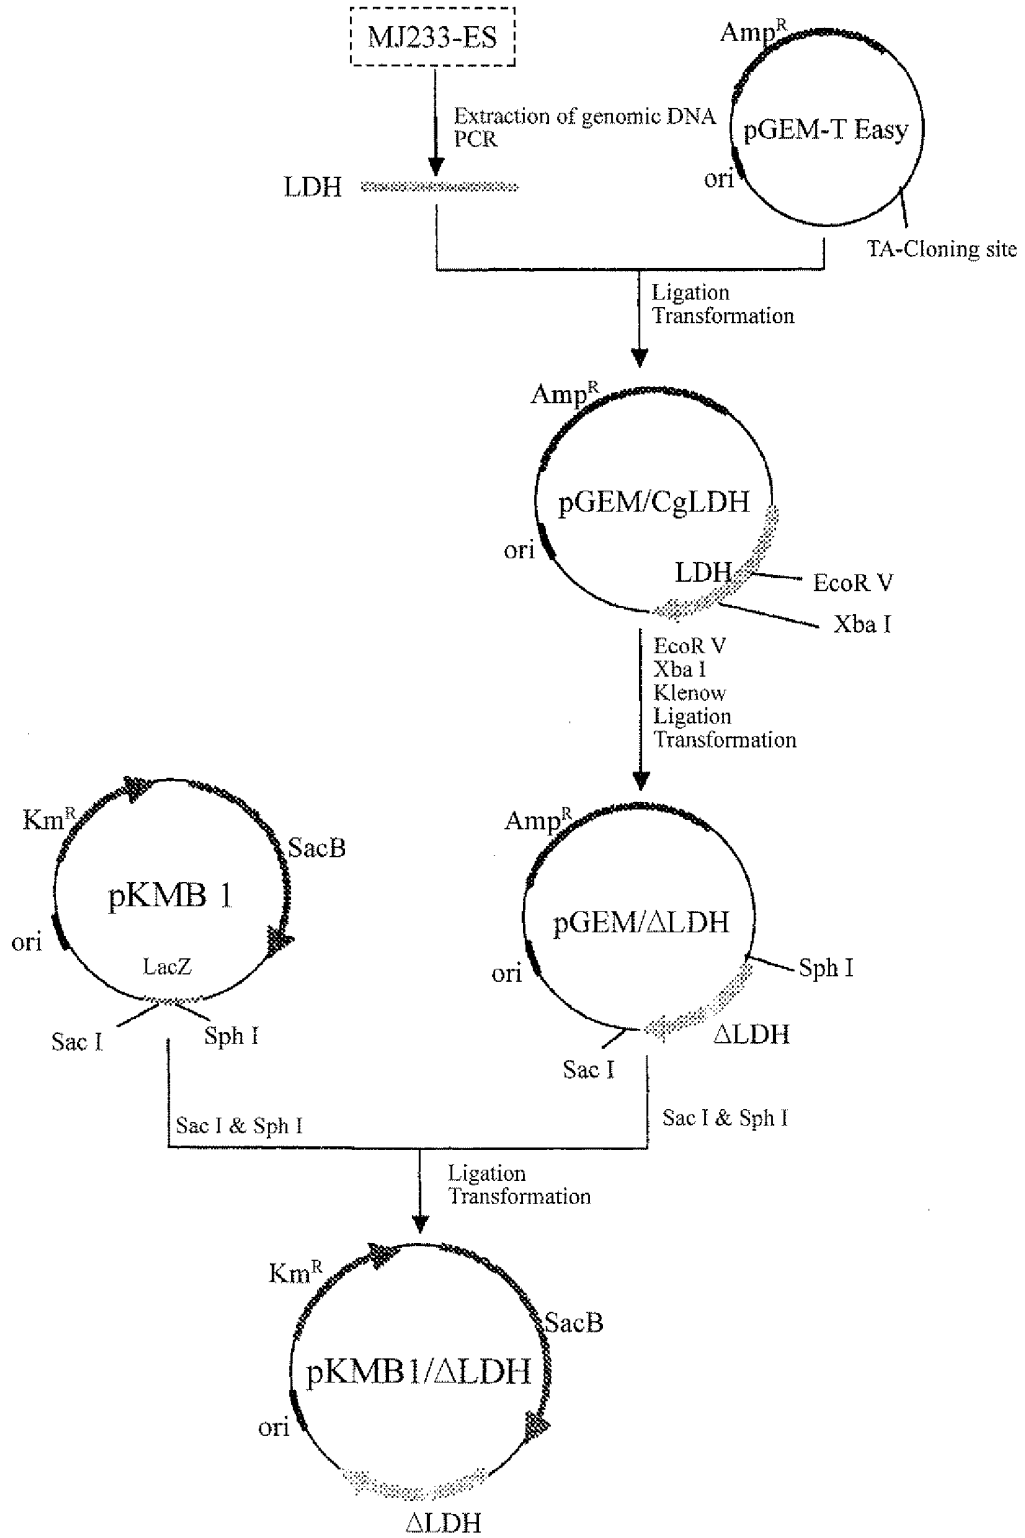 MJ233-ES
Amp^R
Extraction of genomic DNA
PCR
pGEM-T Easy
ori
LDH
TA-Cloning site
Ligation
Transformation
Amp^R
pGEM/CgLDH
ori
LDH
EcoR V
Xba I
EcoR V
Xba I
Klenow
Ligation
Transformation
Km^R
SacB
pKMB 1
ori
LacZ
Sac I
Sph I
Amp^R
pGEM/ΔLDH
ori
Sph I
ΔLDH
Sac I
Sac I & Sph I
Sac I & Sph I
Ligation
Transformation
Km^R
SacB
pKMB1/ΔLDH
ori
ΔLDH